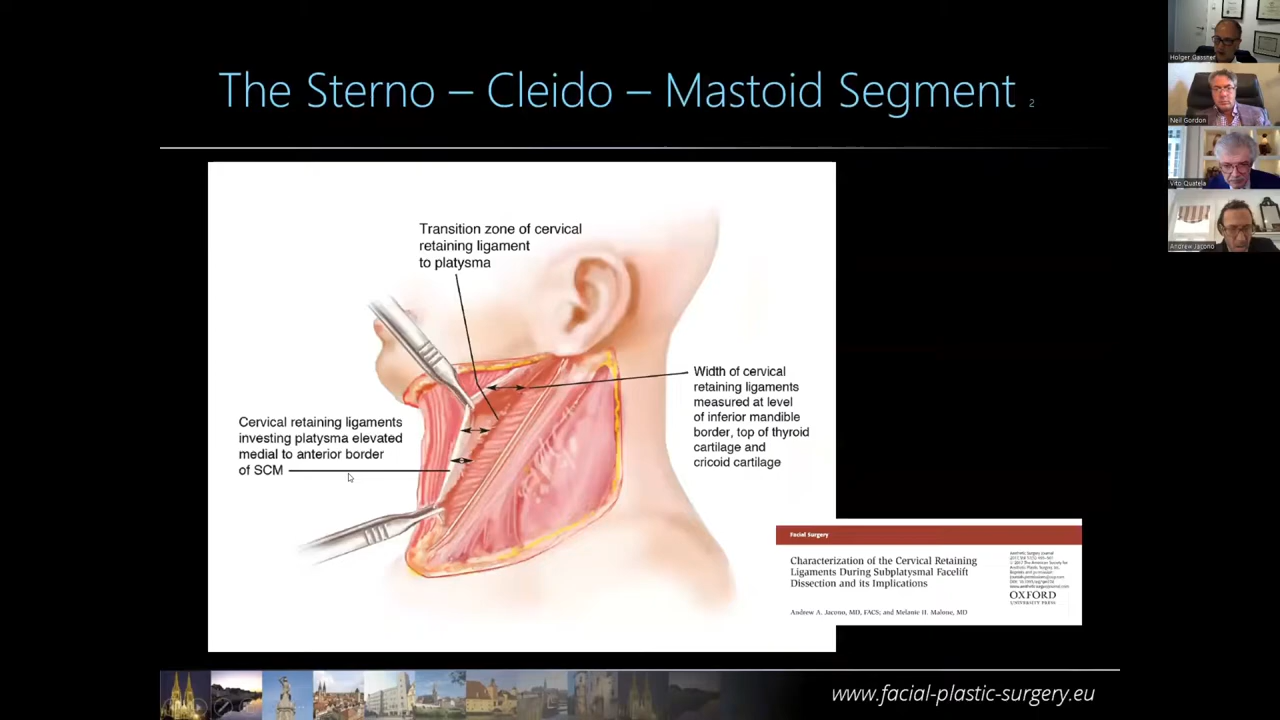 The Sterno – Cleido – Mastoid Segment 2
Transition zone of cervical
retaining ligament
to platysma
Cervical retaining ligaments
investing platysma elevated
medial to anterior border
of SCM
Width of cervical
retaining ligaments
measured at level
of inferior mandible
border, top of thyroid
cartilage and
cricoid cartilage
Facial Surgery
Characterization of the Cervical Retaining
Ligaments During Subplatysmal Facelift
Dissection and its Implications
Andrew A. Jacono, MD, FACS; and Melanie H. Malone, MD
Aesthetic Surgery Journal
OXFORD
UNIVERSITY PRESS
www.facial-plastic-surgery.eu
Holger Gassner
Neil Gordon
Vito Quatela
Andrew Jacono